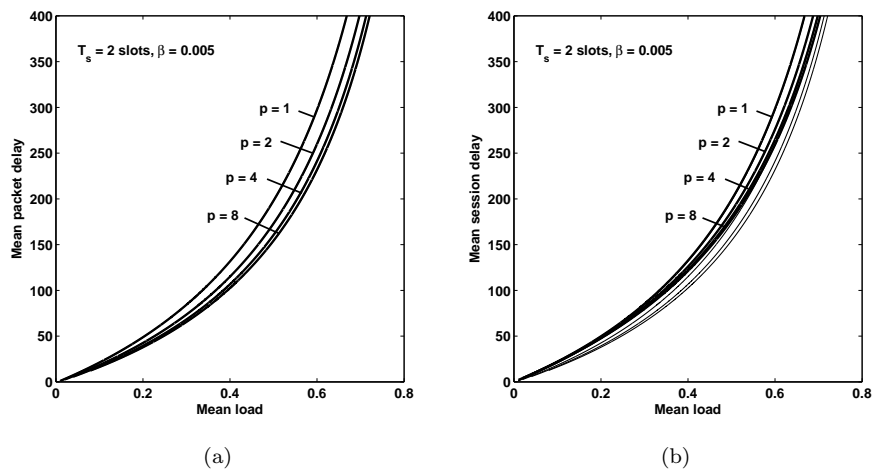 400
350
300
250
200
150
100
50
0
Mean packet delay
T_s = 2 slots, β = 0.005
p = 1
p = 2
p = 4
p = 8
0 0.2 0.4 0.6 0.8
Mean load
(a)
400
350
300
250
200
150
100
50
0
Mean session delay
T_s = 2 slots, β = 0.005
p = 1
p = 2
p = 4
p = 8
0 0.2 0.4 0.6 0.8
Mean load
(b)